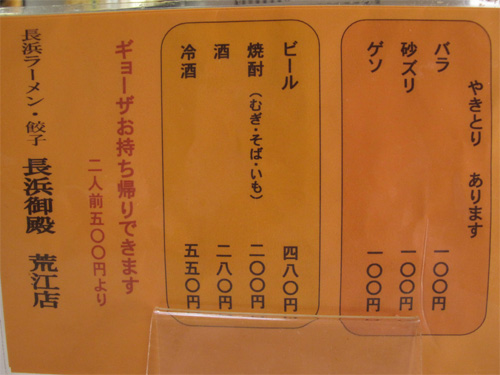 やきとり あります
バラ 一〇〇円
砂ズリ 一〇〇円
ゲソ 一〇〇円
ビール 四八〇円
焼酎(むぎ・そば・いも) 二〇〇円
酒 二八〇円
冷酒 五五〇円
ギョーザお持ち帰りできます
二人前五〇〇円より
長浜ラーメン・餃子 長浜御殿 荒江店